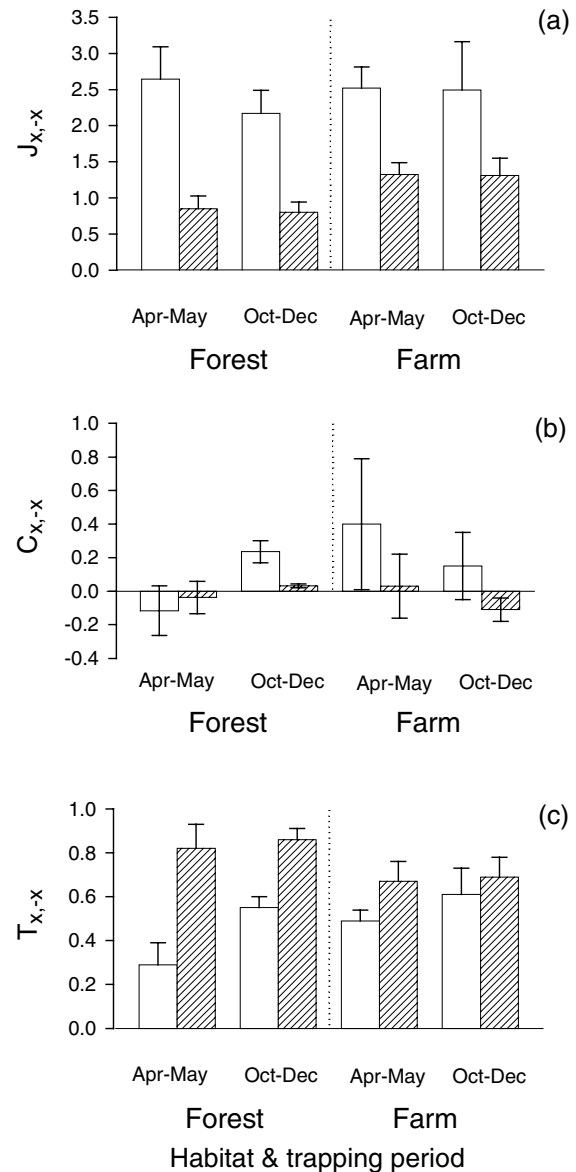 (a)
3.5
3.0
2.5
2.0
1.5
1.0
0.5
0.0
Jx,-x
Apr-May Oct-Dec Apr-May Oct-Dec
Forest Farm
(b)
1.0
0.8
0.6
0.4
0.2
0.0
-0.2
-0.4
Cx,-x
Apr-May Oct-Dec Apr-May Oct-Dec
Forest Farm
(c)
1.0
0.8
0.6
0.4
0.2
0.0
Tx,-x
Apr-May Oct-Dec Apr-May Oct-Dec
Forest Farm
Habitat & trapping period